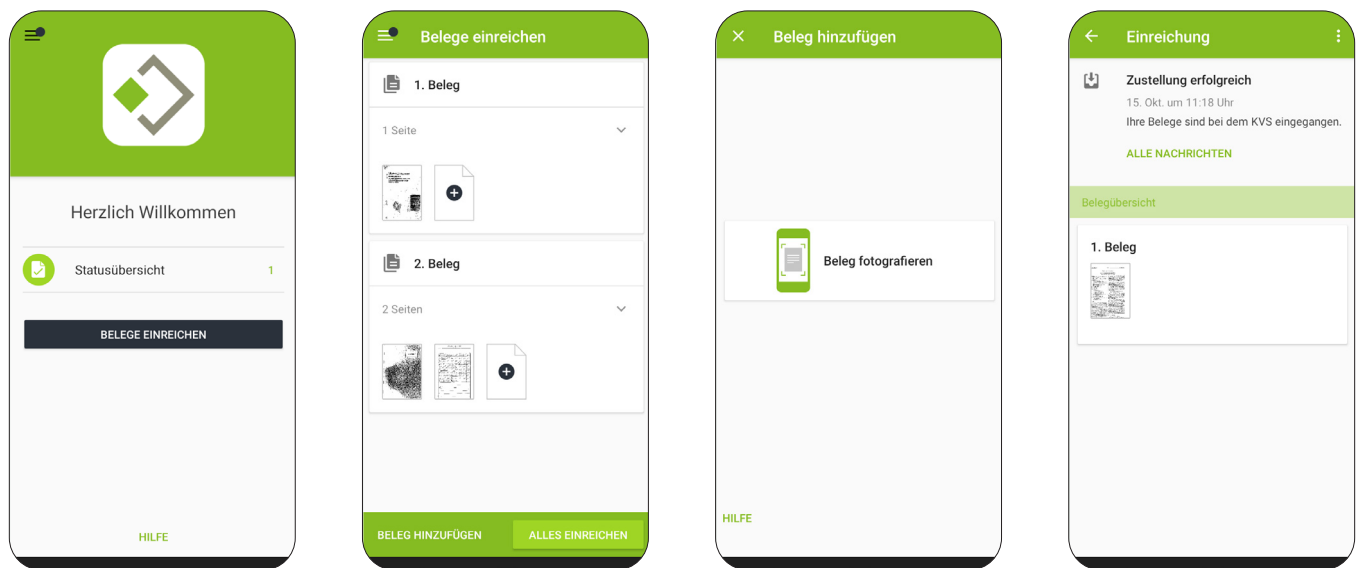 Herzlich Willkommen
Statusübersicht 1
BELEGE EINREICHEN
HILFE
Belege einreichen
1. Beleg
1 Seite
2. Beleg
2 Seiten
BELEG HINZUFÜGEN ALLES EINREICHEN
Beleg hinzufügen
Beleg fotografieren
HILFE
Einreichung
Zustellung erfolgreich
15. Okt. um 11:18 Uhr
Ihre Belege sind bei dem KVS eingegangen.
ALLE NACHRICHTEN
Belegübersicht
1. Beleg